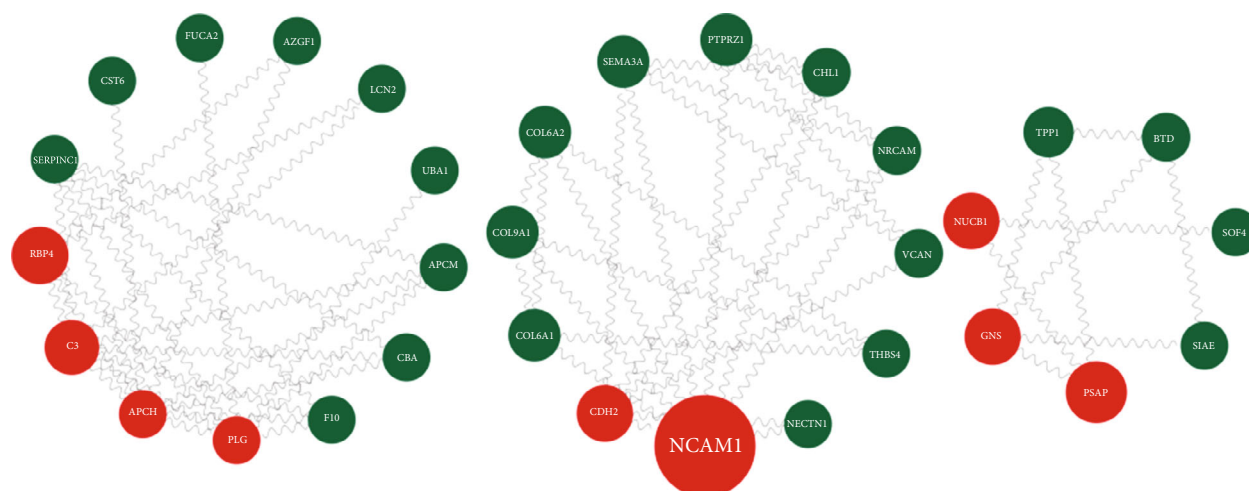 FUCA2
AZGF1
CST6
LCN2
SERPINC1
UBA1
RBP4
APCM
C3
CBA
APCH
PLG
F10
PTPRZ1
SEMA3A
CHL1
COL6A2
NRCAM
COL9A1
VCAN
COL6A1
THBS4
CDH2
NCAM1
NECTN1
TPP1
BTD
NUCB1
SOF4
GNS
SIAE
PSAP